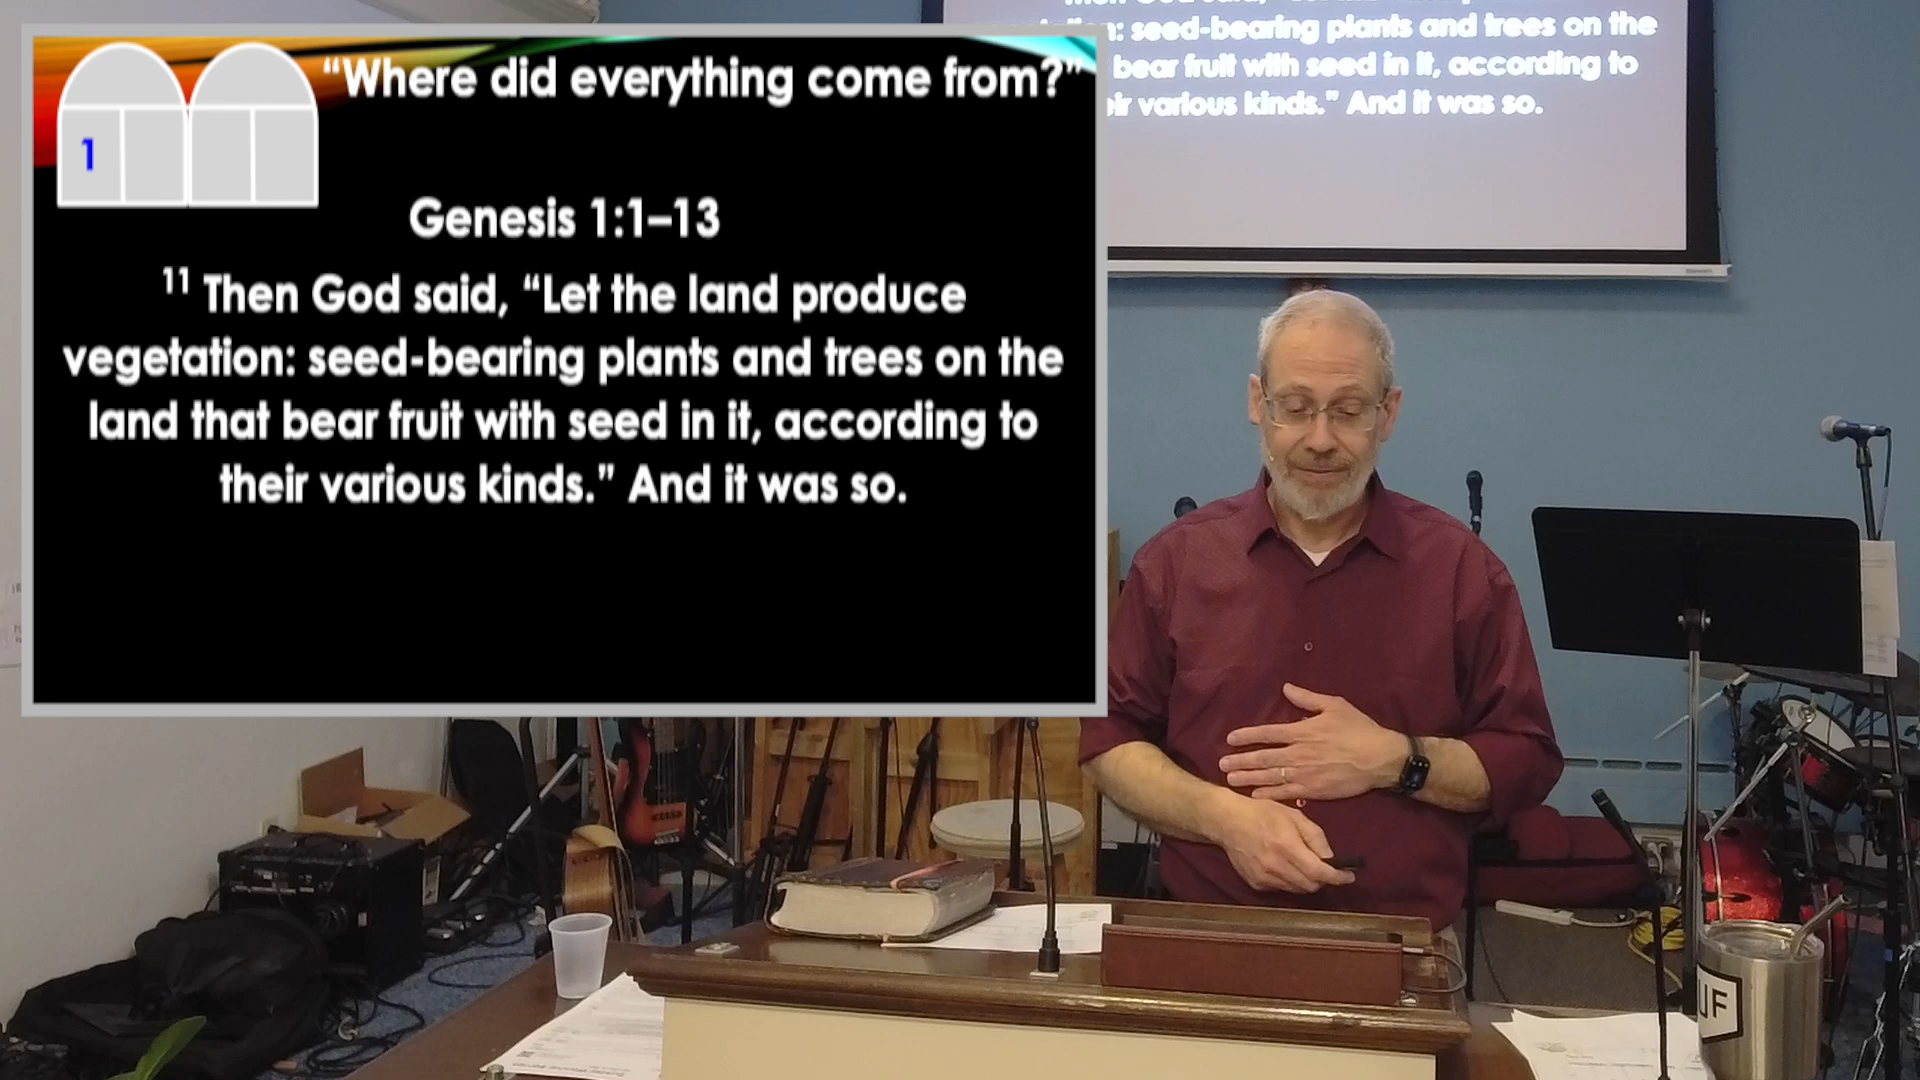 “Where did everything come from?”
1
Genesis 1:1–13
11 Then God said, “Let the land produce
vegetation: seed-bearing plants and trees on the
land that bear fruit with seed in it, according to
their various kinds.” And it was so.
seed-bearing plants and trees on the
bear fruit with seed in it, according to
various kinds.” And it was so.
UF